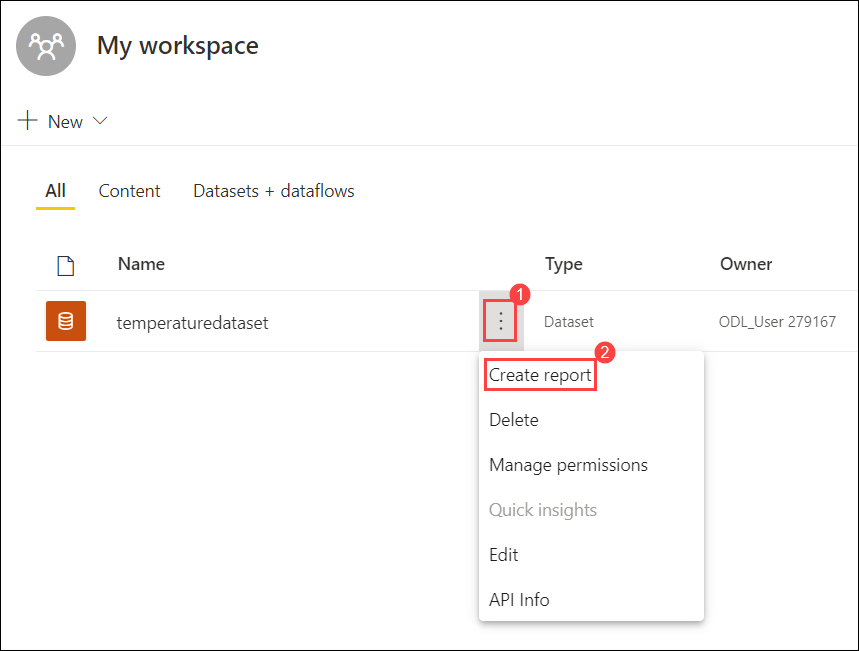 My workspace
New
All Content Datasets + dataflows
Name Type Owner
1
temperaturedataset Dataset ODL_User 279167
2
Create report
Delete
Manage permissions
Quick insights
Edit
API Info